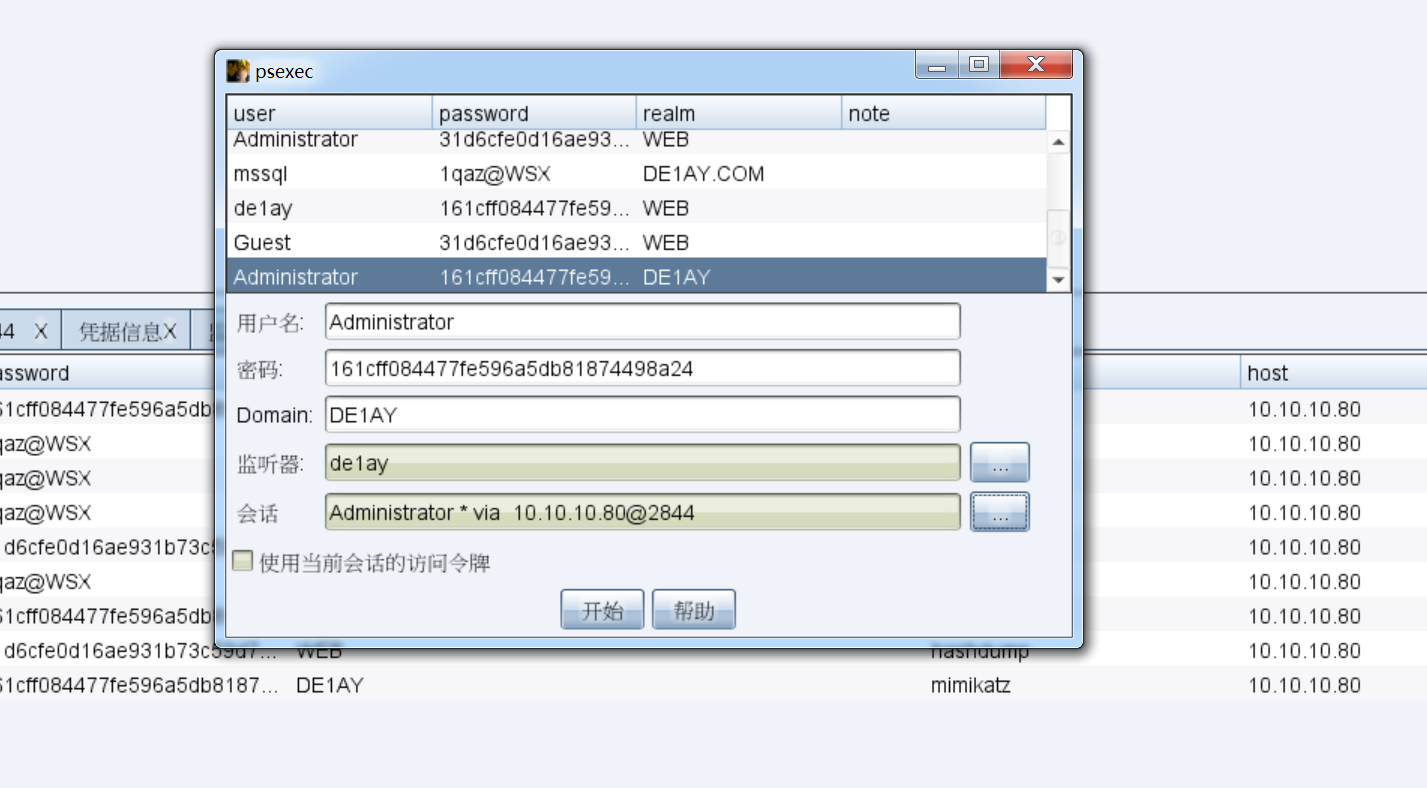 psexec
user password realm note
Administrator 31d6cfe0d16ae93... WEB
mssql 1qaz@WSX DE1AY.COM
de1ay 161cff084477fe59... WEB
Guest 31d6cfe0d16ae93... WEB
Administrator 161cff084477fe59... DE1AY
用户名: Administrator
密码: 161cff084477fe596a5db81874498a24
Domain: DE1AY
监听器: de1ay ...
会话 Administrator * via 10.10.10.80@2844 ...
使用当前会话的访问令牌
开始 帮助
44 X 凭据信息X
assword host
61cff084477fe596a5db8 10.10.10.80
qaz@WSX 10.10.10.80
qaz@WSX 10.10.10.80
qaz@WSX 10.10.10.80
d6cfe0d16ae931b73c5 10.10.10.80
qaz@WSX 10.10.10.80
61cff084477fe596a5db 10.10.10.80
d6cfe0d16ae931b73c59d7... WEB hashdump 10.10.10.80
61cff084477fe596a5db8187... DE1AY mimikatz 10.10.10.80